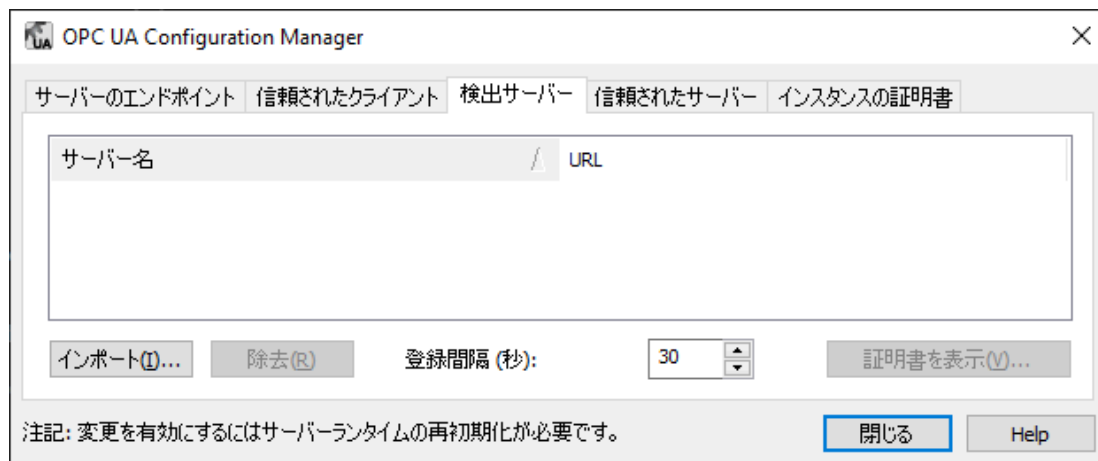 UA OPC UA Configuration Manager
サーバーのエンドポイント 信頼されたクライアント 検出サーバー 信頼されたサーバー インスタンスの証明書
サーバー名 URL
インポート(I)... 除去(R) 登録間隔 (秒): 30 証明書を表示(V)...
注記: 変更を有効にするにはサーバーランタイムの再初期化が必要です。 閉じる Help